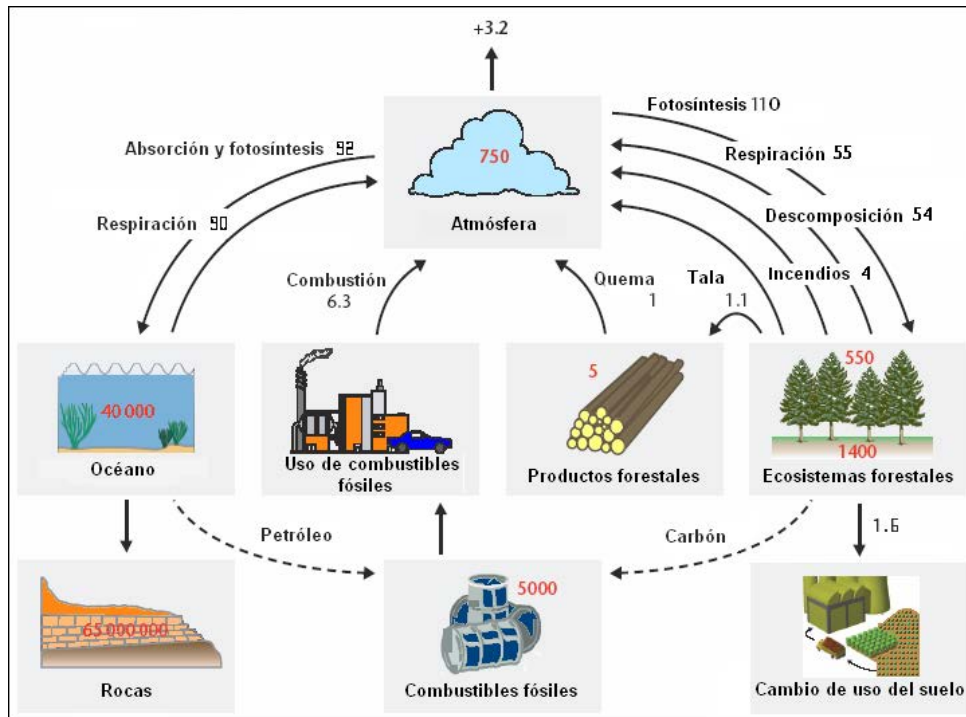 +3.2
Fotosíntesis 110
Absorción y fotosíntesis 92
750
Respiración 55
Respiración 90
Atmósfera
Descomposición 54
Combustión
6.3
Quema
1
Tala
1.1
Incendios 4
40 000
Océano
Uso de combustibles
fósiles
5
Productos forestales
550
1400
Ecosistemas forestales
Petróleo
Carbón
1.6
65 000 000
Rocas
5000
Combustibles fósiles
Cambio de uso del suelo